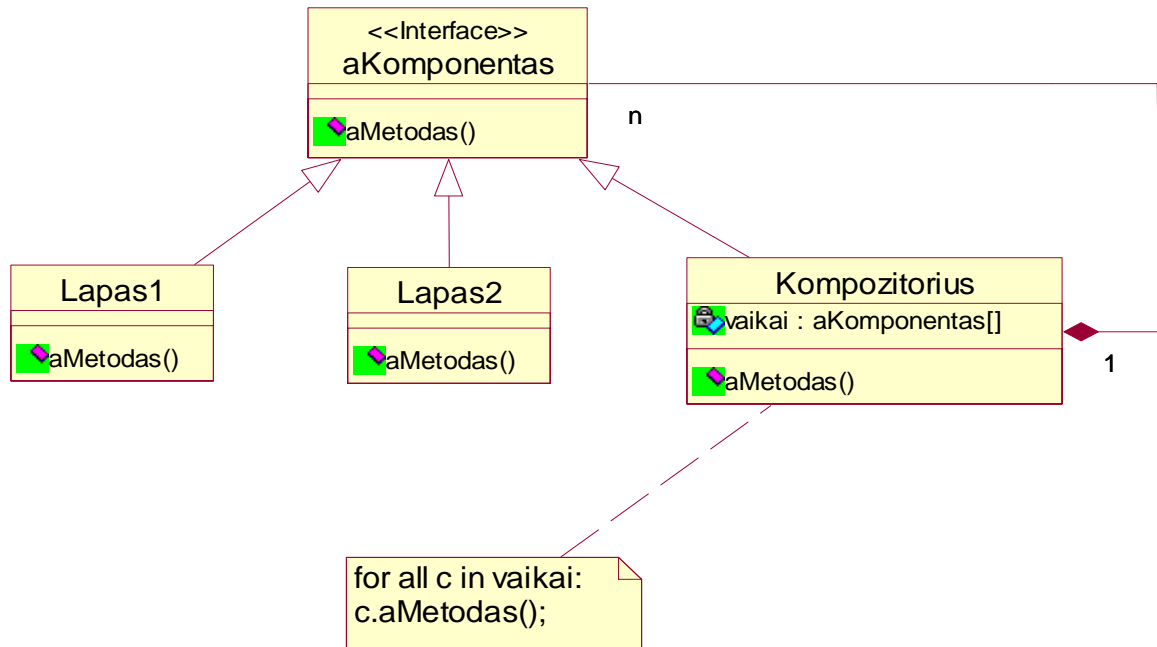 <<Interface>>
aKomponentas
aMetodas()
n
Lapas1
aMetodas()
Lapas2
aMetodas()
Kompozitorius
vaikai : aKomponentas[]
aMetodas()
1
for all c in vaikai:
c.aMetodas();